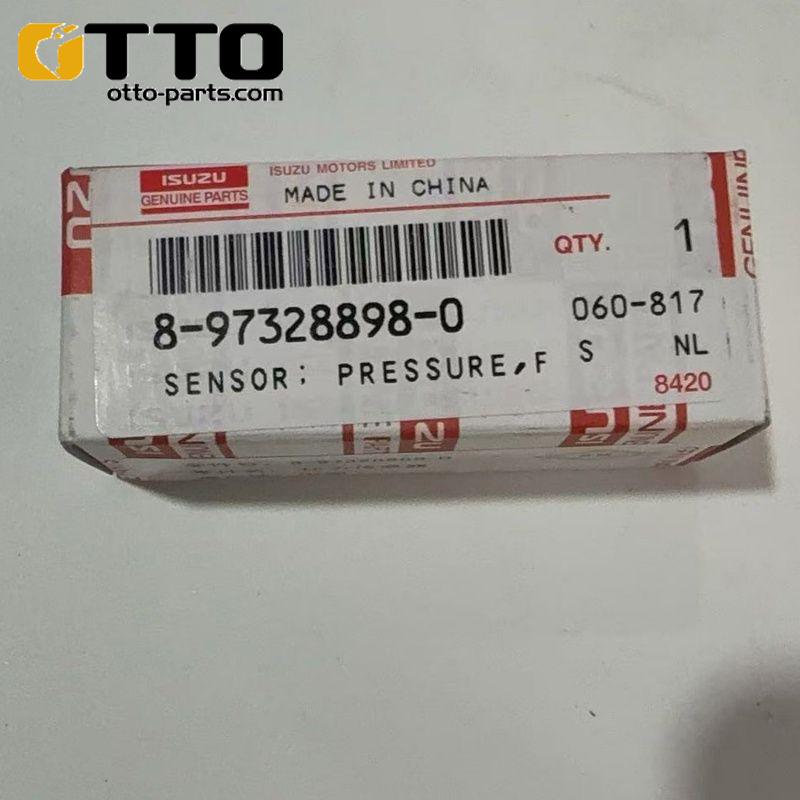 OTTO
otto-parts.com
ISUZU MOTORS LIMITED
ISUZU
GENUINE PARTS
MADE IN CHINA
QTY. 1
8-97328898-0
060-817
SENSOR; PRESSURE,F
S NL
8420